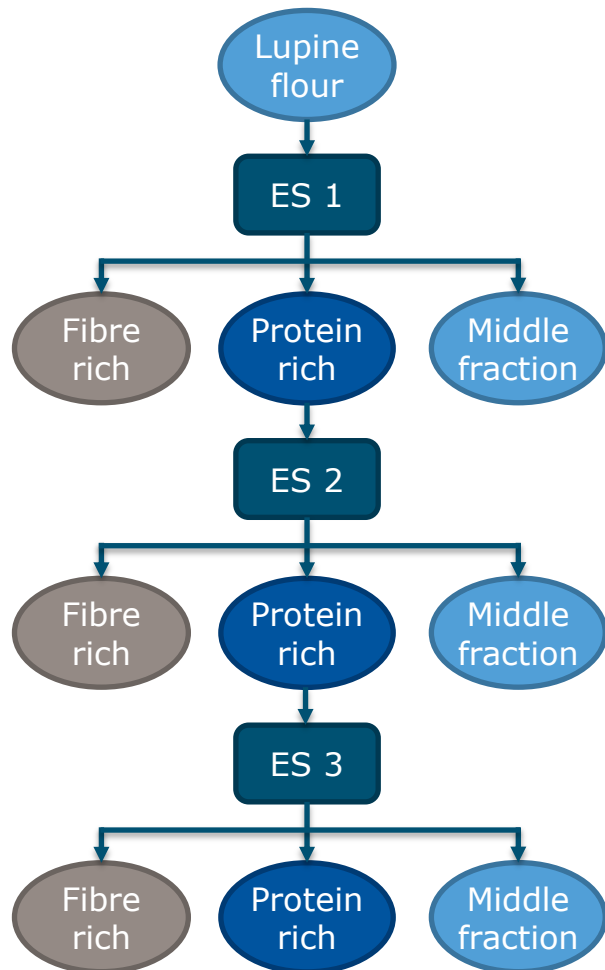 Lupine
flour
ES 1
Fibre
rich
Protein
rich
Middle
fraction
ES 2
Fibre
rich
Protein
rich
Middle
fraction
ES 3
Fibre
rich
Protein
rich
Middle
fraction